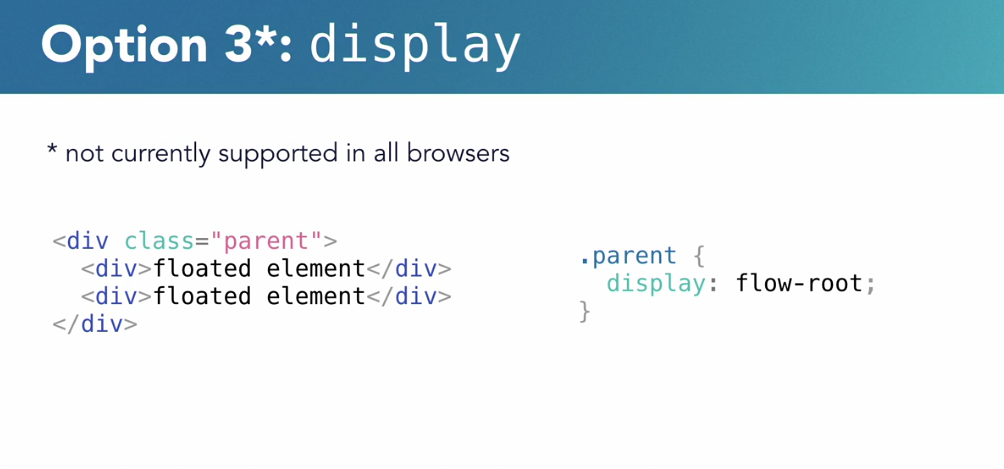 Option 3*: display
* not currently supported in all browsers
<div class="parent">
  <div>floated element</div>
  <div>floated element</div>
</div>
.parent {
  display: flow-root;
}